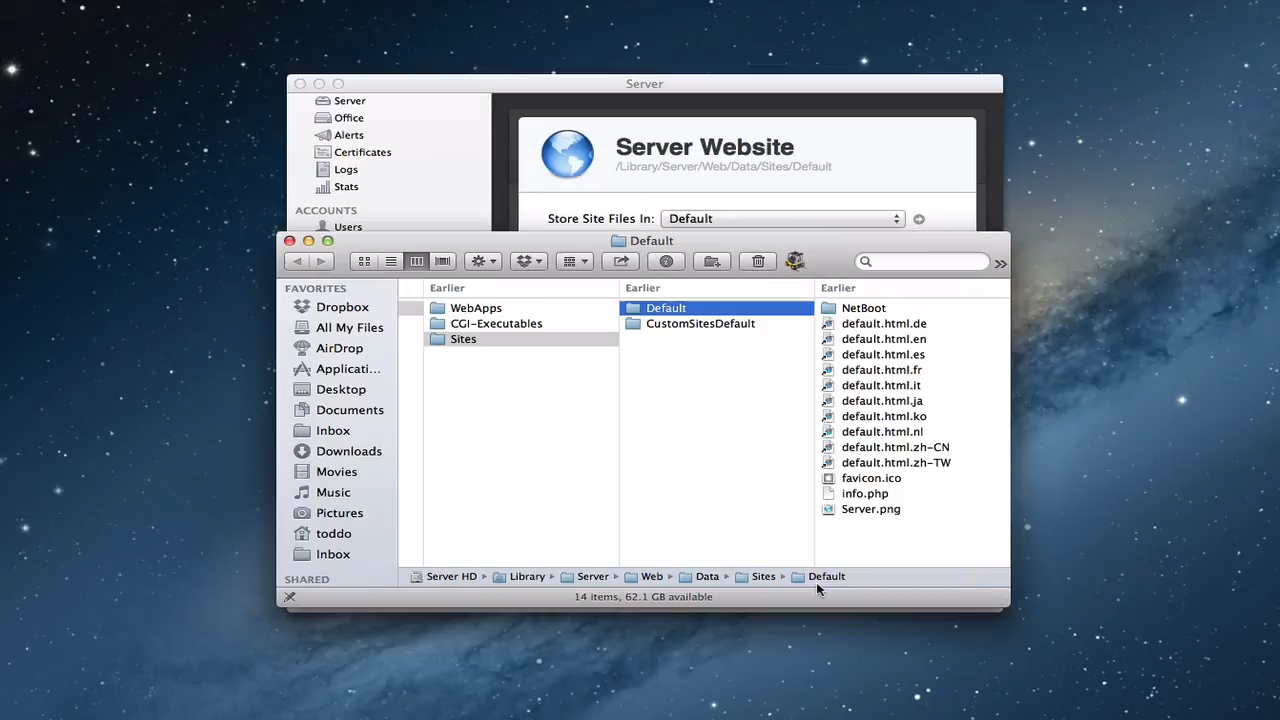 Server
Server
Office
Alerts
Certificates
Logs
Stats
ACCOUNTS
Users
Server Website
/Library/Server/Web/Data/Sites/Default
Store Site Files In: Default
Default
FAVORITES
Dropbox
All My Files
AirDrop
Applicati...
Desktop
Documents
Inbox
Downloads
Movies
Music
Pictures
toddo
Inbox
SHARED
Earlier
WebApps
CGI-Executables
Sites
Earlier
Default
CustomSitesDefault
Earlier
NetBoot
default.html.de
default.html.en
default.html.es
default.html.fr
default.html.it
default.html.ja
default.html.ko
default.html.nl
default.html.zh-CN
default.html.zh-TW
favicon.ico
info.php
Server.png
Server HD Library Server Web Data Sites Default
14 items, 62.1 GB available